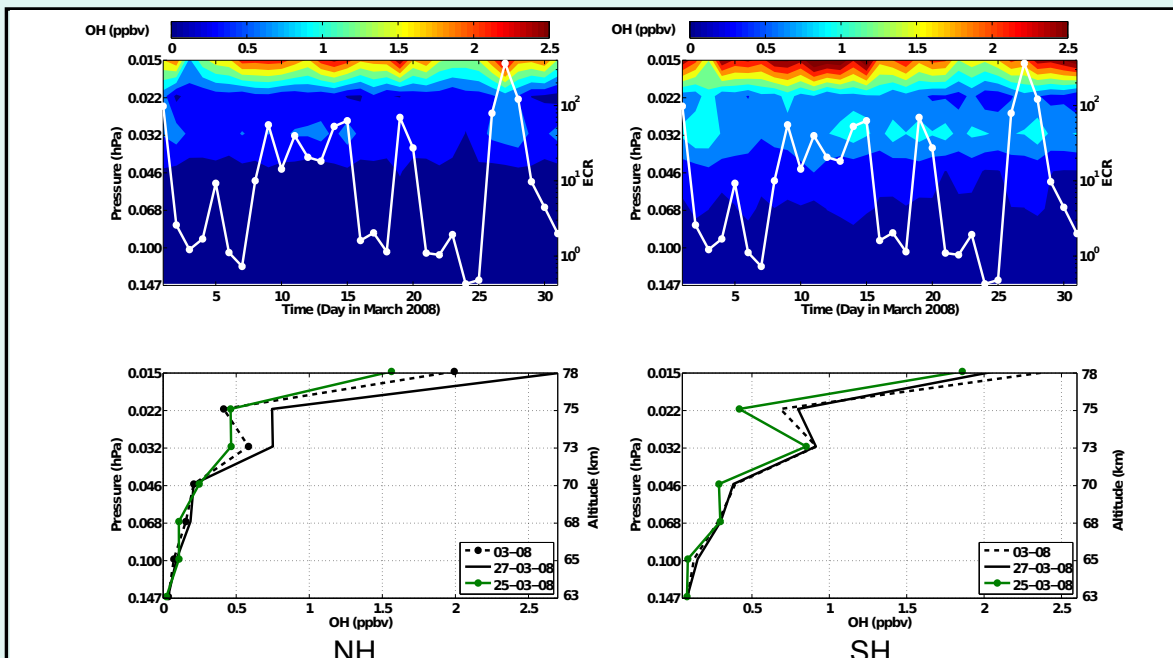 OH (ppbv)
0 0.5 1 1.5 2 2.5
0.015
0.022
0.032
0.046
0.068
0.100
0.147
Pressure (hPa)
10²
10¹
10⁰
ECR
5 10 15 20 25 30
Time (Day in March 2008)
OH (ppbv)
0 0.5 1 1.5 2 2.5
0.015
0.022
0.032
0.046
0.068
0.100
0.147
Pressure (hPa)
10²
10¹
10⁰
ECR
5 10 15 20 25 30
Time (Day in March 2008)
0.015
0.022
0.032
0.046
0.068
0.100
0.147
Pressure (hPa)
78
75
73
70
68
65
63
Altitude (km)
03–08
27–03–08
25–03–08
0 0.5 1 1.5 2 2.5
OH (ppbv)
NH
0.015
0.022
0.032
0.046
0.068
0.100
0.147
Pressure (hPa)
78
75
73
70
68
65
63
Altitude (km)
03–08
27–03–08
25–03–08
0.5 1 1.5 2 2.5
OH (ppbv)
SH